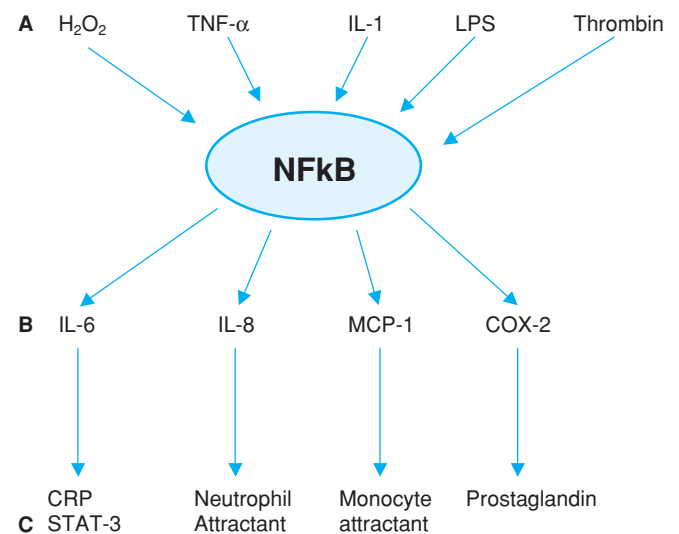 A H₂O₂ TNF-α IL-1 LPS Thrombin
NFkB
B IL-6 IL-8 MCP-1 COX-2
CRP Neutrophil Monocyte Prostaglandin
C STAT-3 Attractant attractant